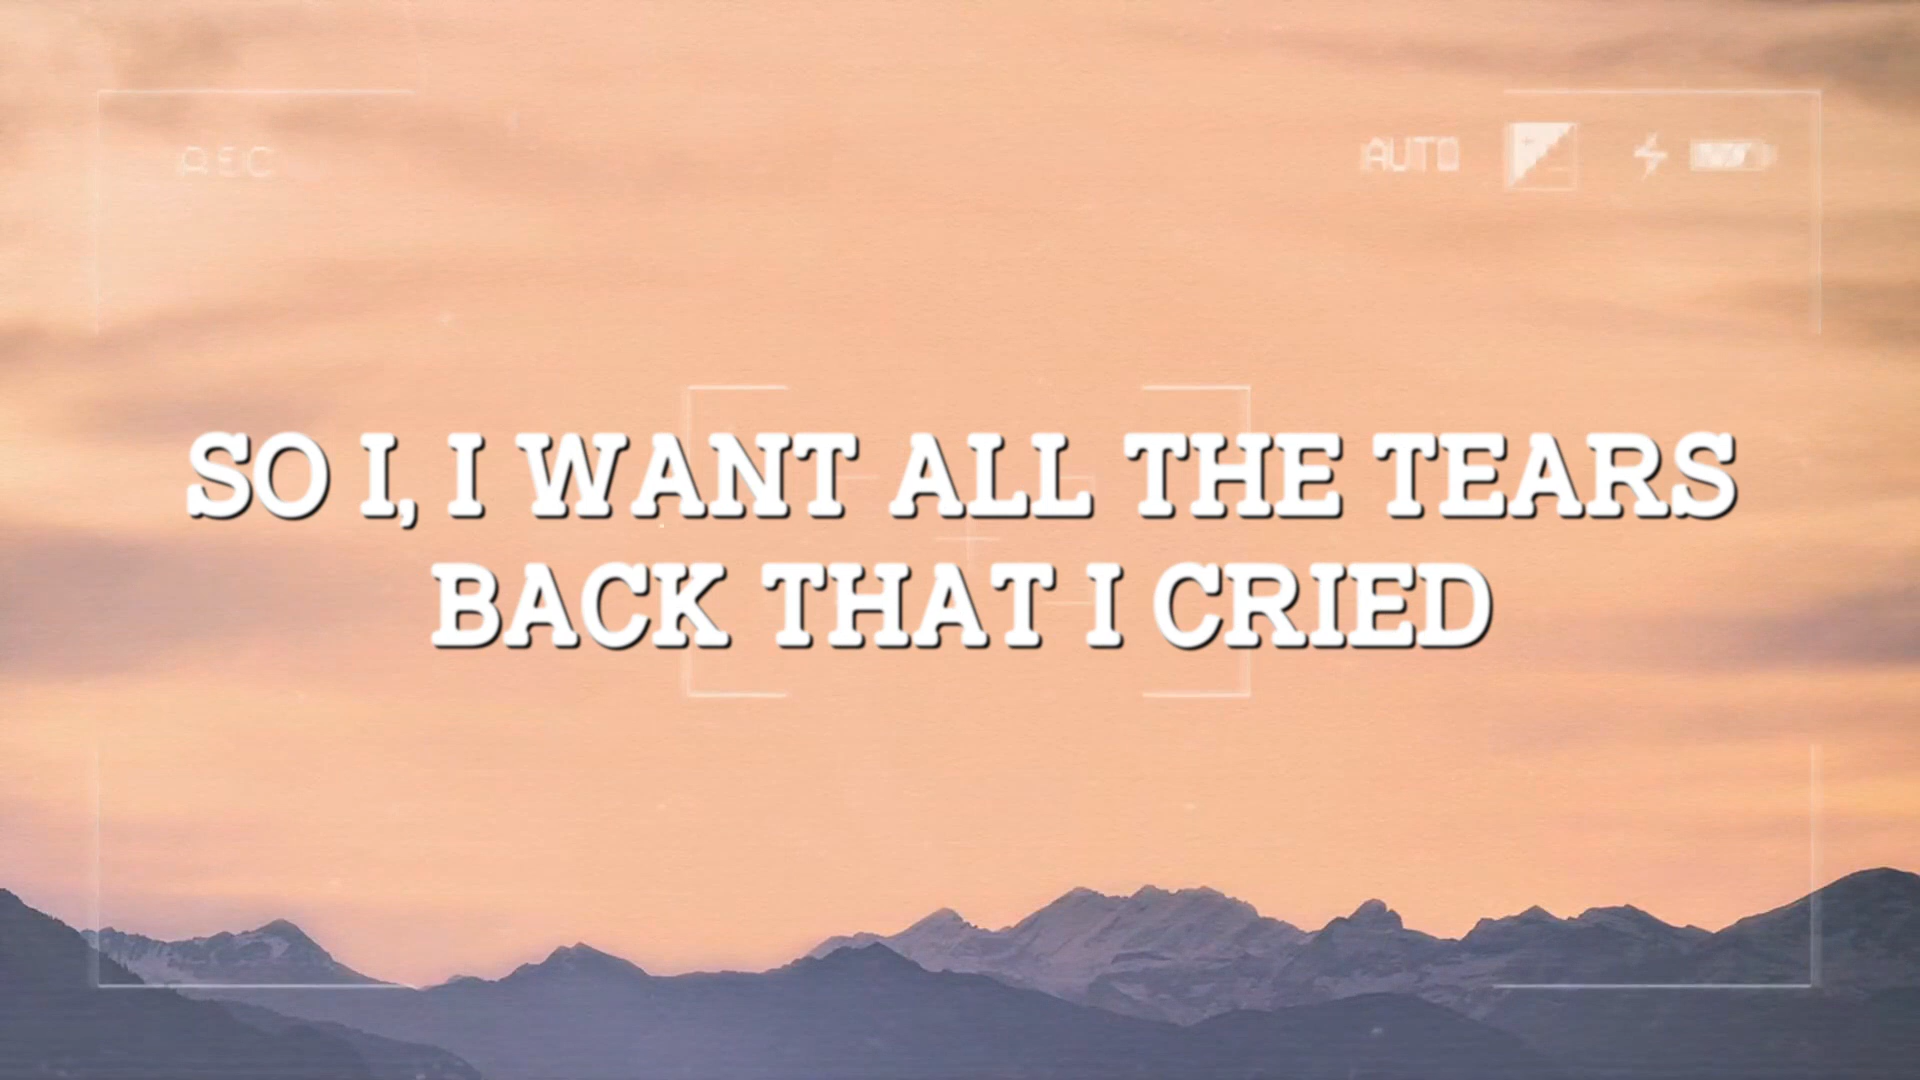 REC
AUTO
SO I, I WANT ALL THE TEARS
BACK THAT I CRIED